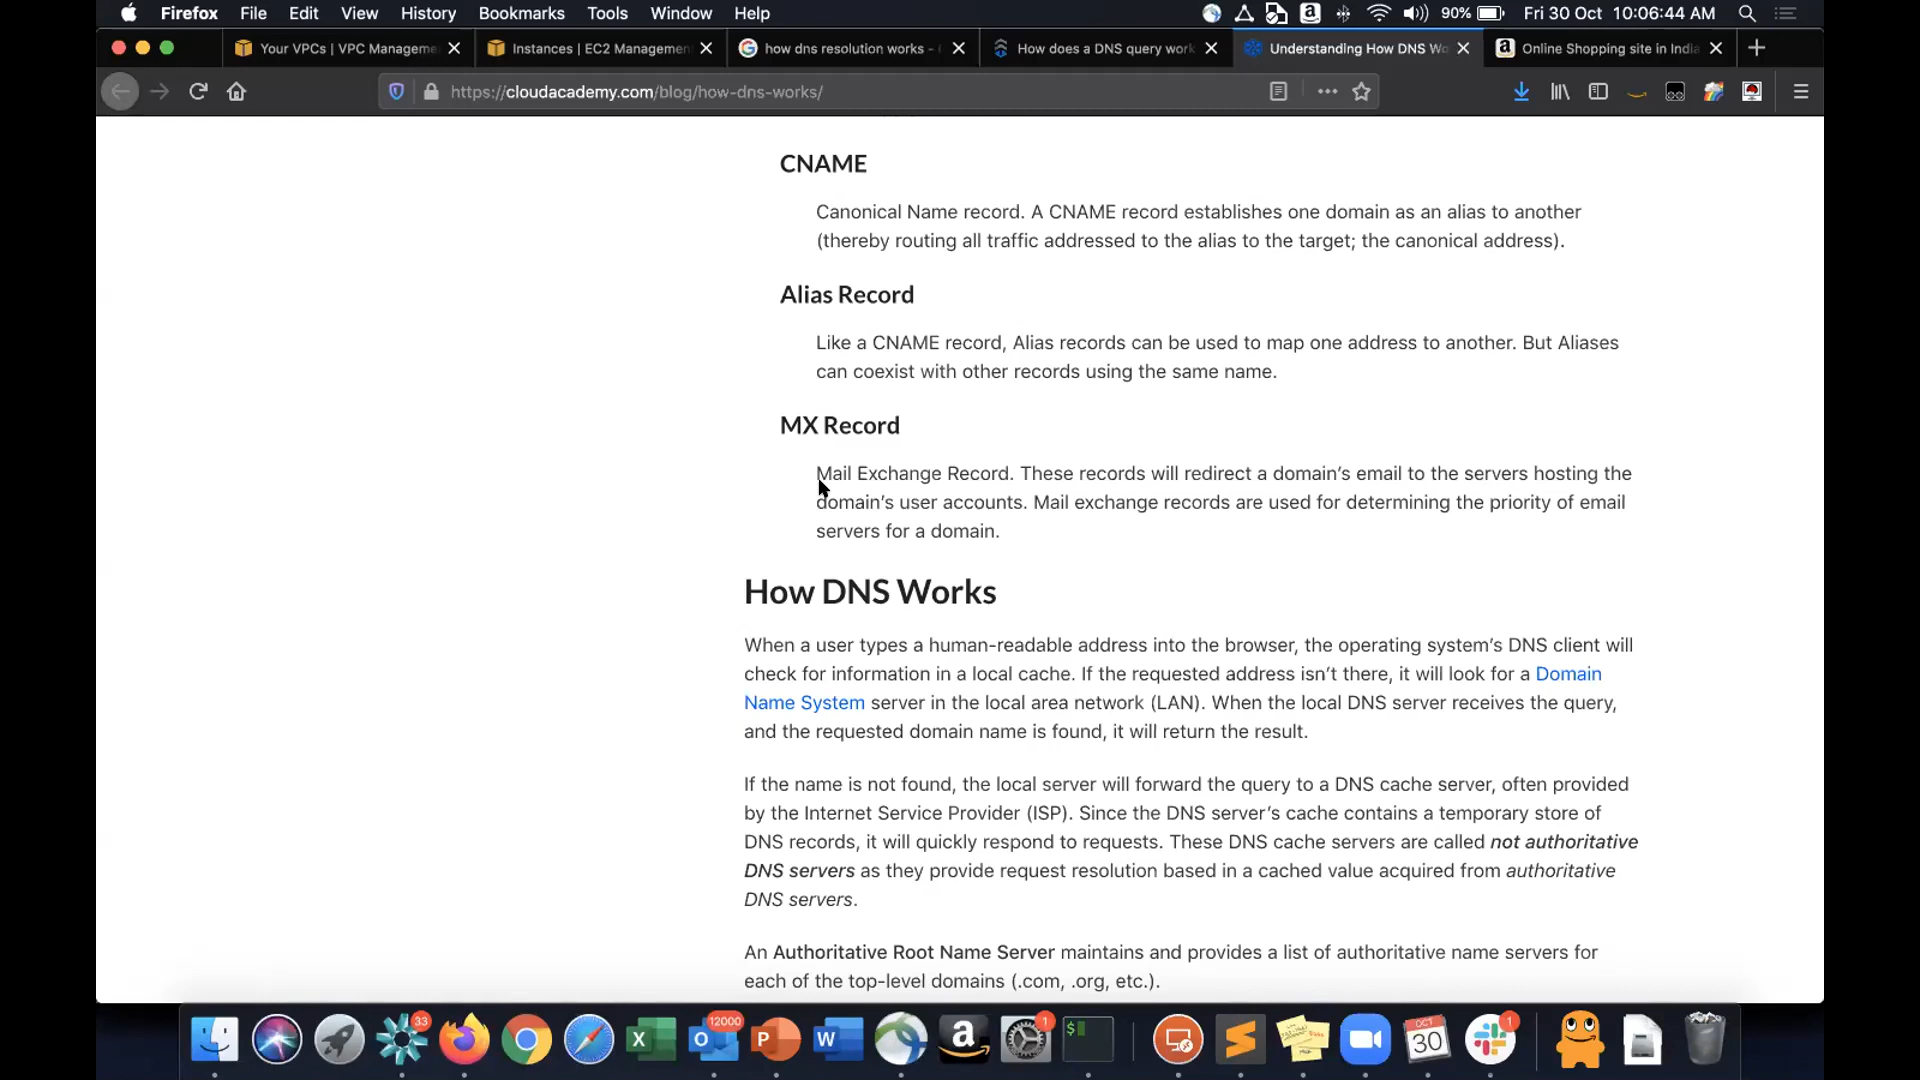 Firefox File Edit View History Bookmarks Tools Window Help 90% Fri 30 Oct 10:06:44 AM
Your VPCs | VPC Manageme Instances | EC2 Management how dns resolution works - How does a DNS query work Understanding How DNS Wo Online Shopping site in India
https://cloudacademy.com/blog/how-dns-works/
CNAME
Canonical Name record. A CNAME record establishes one domain as an alias to another
(thereby routing all traffic addressed to the alias to the target; the canonical address).
Alias Record
Like a CNAME record, Alias records can be used to map one address to another. But Aliases
can coexist with other records using the same name.
MX Record
Mail Exchange Record. These records will redirect a domain's email to the servers hosting the
domain's user accounts. Mail exchange records are used for determining the priority of email
servers for a domain.
How DNS Works
When a user types a human-readable address into the browser, the operating system's DNS client will
check for information in a local cache. If the requested address isn't there, it will look for a Domain
Name System server in the local area network (LAN). When the local DNS server receives the query,
and the requested domain name is found, it will return the result.
If the name is not found, the local server will forward the query to a DNS cache server, often provided
by the Internet Service Provider (ISP). Since the DNS server's cache contains a temporary store of
DNS records, it will quickly respond to requests. These DNS cache servers are called not authoritative
DNS servers as they provide request resolution based in a cached value acquired from authoritative
DNS servers.
An Authoritative Root Name Server maintains and provides a list of authoritative name servers for
each of the top-level domains (.com, .org, etc.).
33 12000 1 OCT 30 1